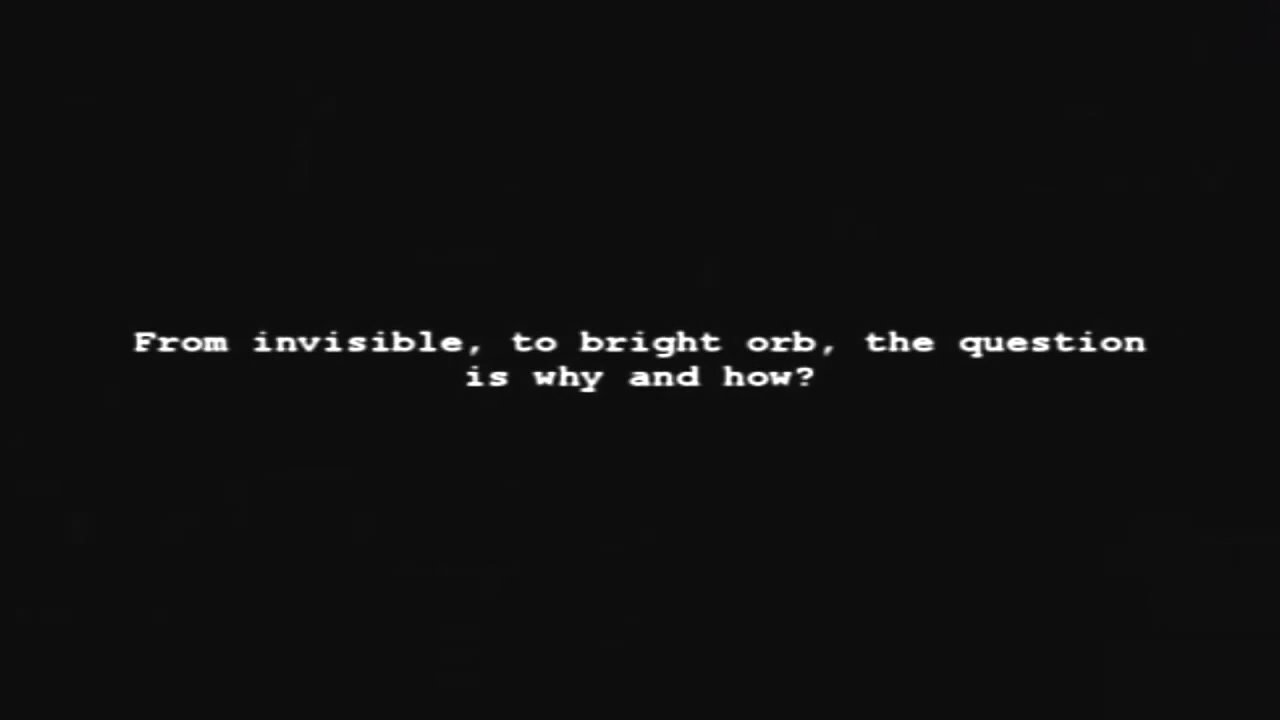 From invisible, to bright orb, the question
is why and how?